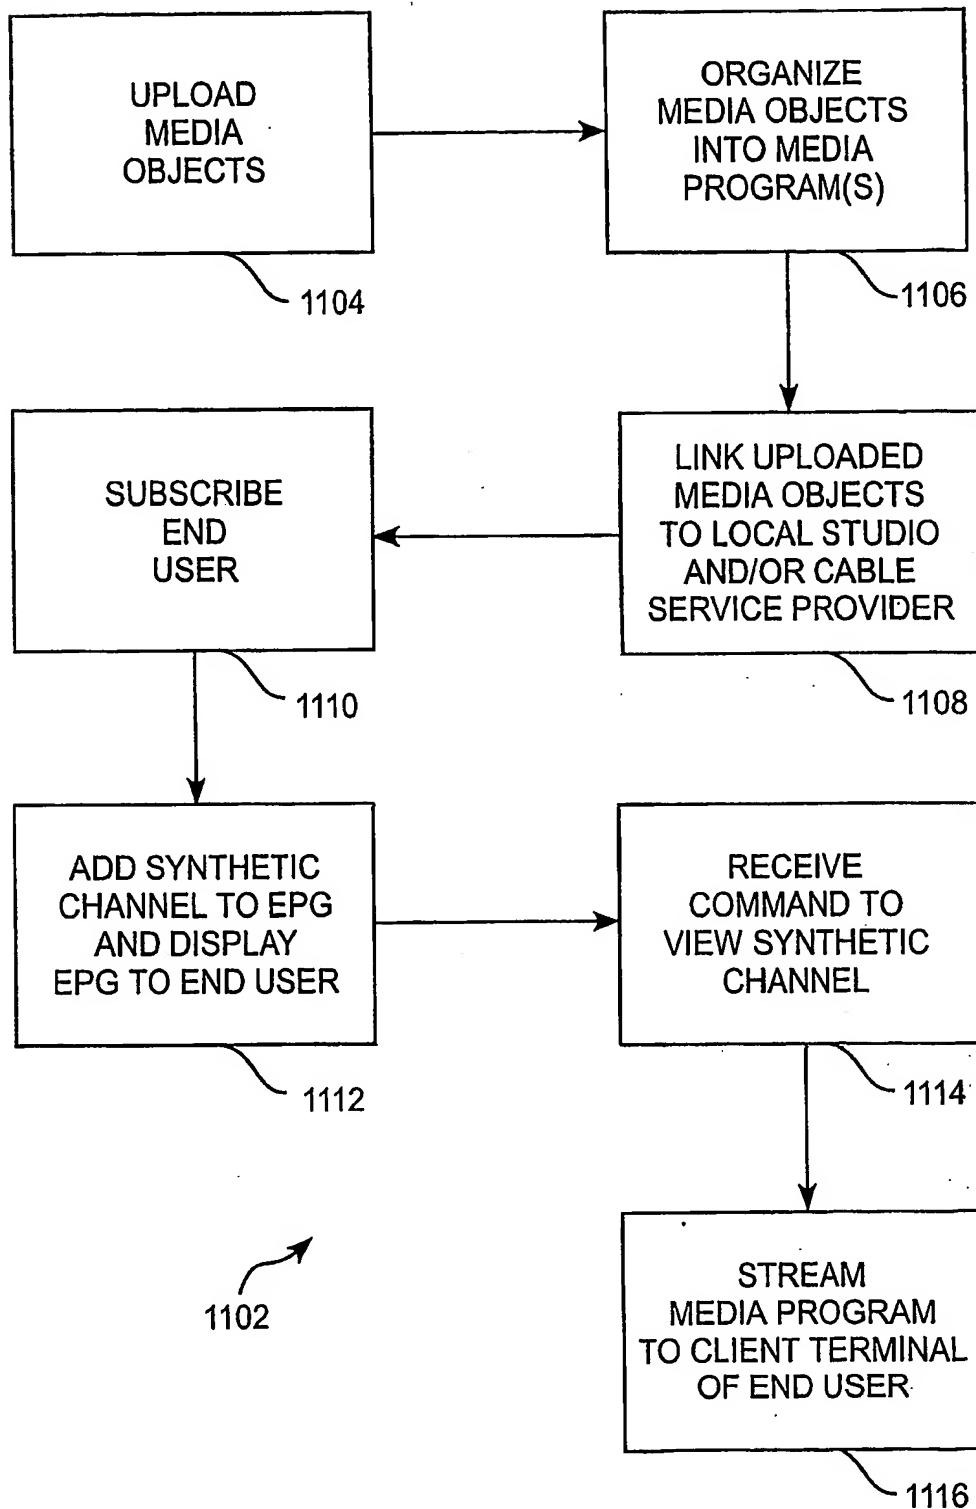 UPLOAD
MEDIA
OBJECTS
1104
ORGANIZE
MEDIA OBJECTS
INTO MEDIA
PROGRAM(S)
1106
LINK UPLOADED
MEDIA OBJECTS
TO LOCAL STUDIO
AND/OR CABLE
SERVICE PROVIDER
1108
SUBSCRIBE
END
USER
1110
ADD SYNTHETIC
CHANNEL TO EPG
AND DISPLAY
EPG TO END USER
1112
RECEIVE
COMMAND TO
VIEW SYNTHETIC
CHANNEL
1114
STREAM
MEDIA PROGRAM
TO CLIENT TERMINAL
OF END USER
1116
1102